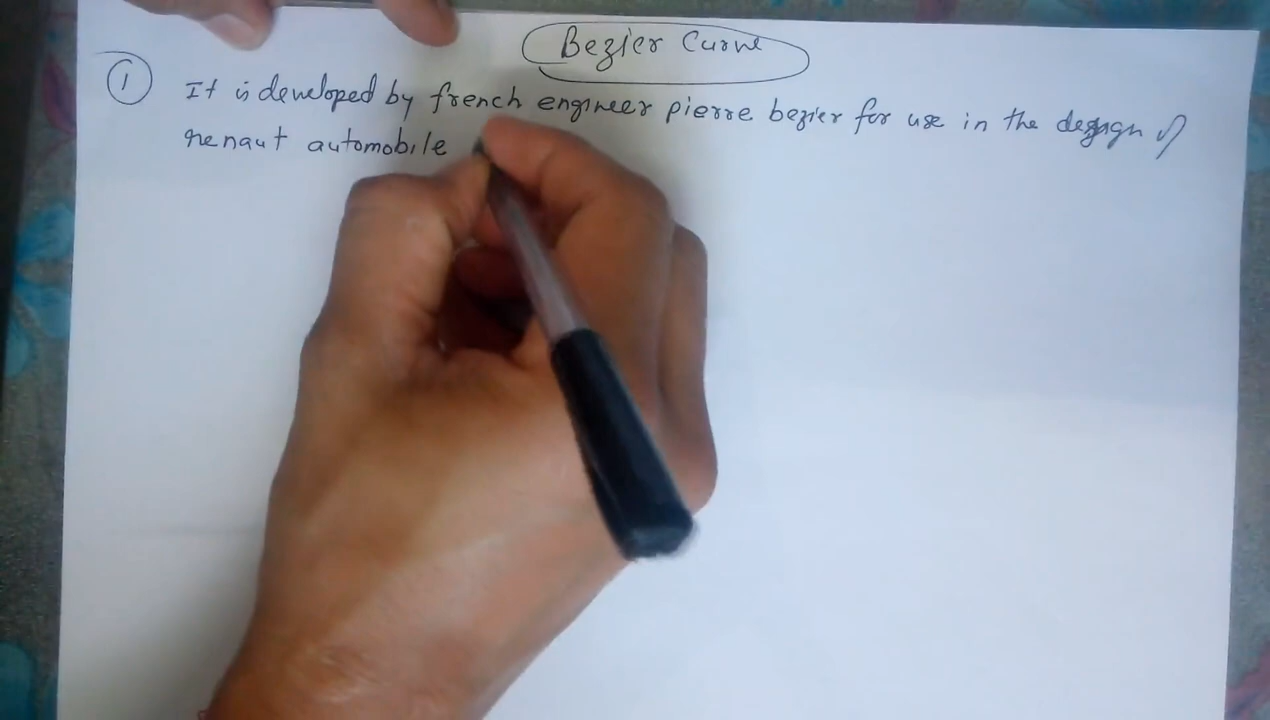 Bezier Curve
① It is developed by french engineer pierre bezier for use in the design of
renaut automobile